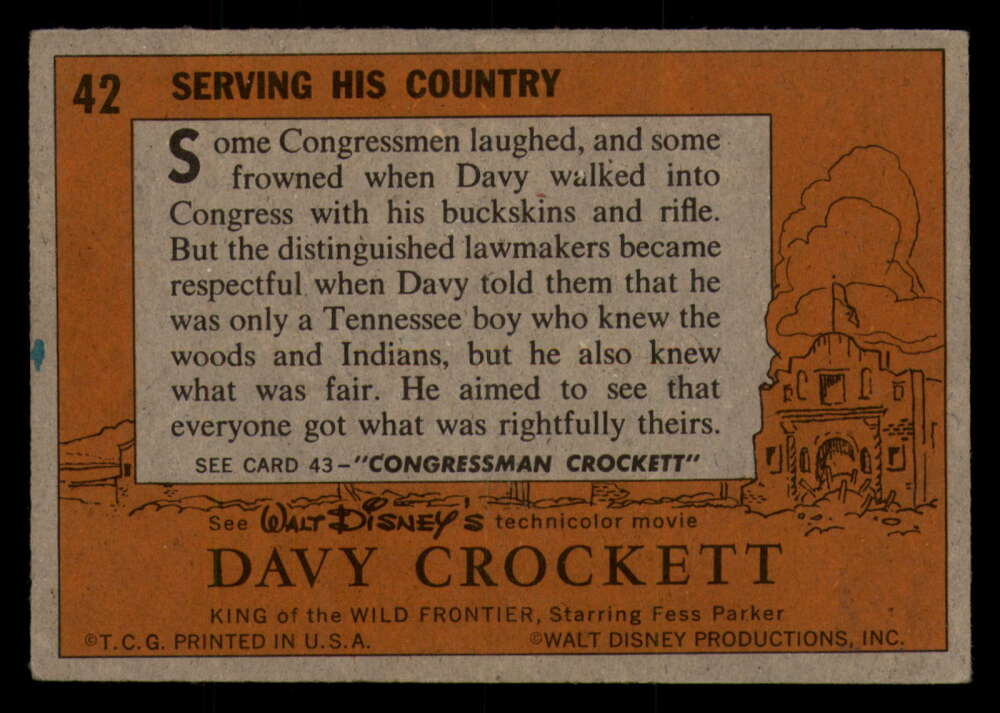 42 SERVING HIS COUNTRY
Some Congressmen laughed, and some
frowned when Davy walked into
Congress with his buckskins and rifle.
But the distinguished lawmakers became
respectful when Davy told them that he
was only a Tennessee boy who knew the
woods and Indians, but he also knew
what was fair. He aimed to see that
everyone got what was rightfully theirs.
SEE CARD 43—"CONGRESSMAN CROCKETT"
See WALT DISNEY'S technicolor movie
DAVY CROCKETT
KING of the WILD FRONTIER, Starring Fess Parker
©T.C.G. PRINTED IN U.S.A. ©WALT DISNEY PRODUCTIONS, INC.